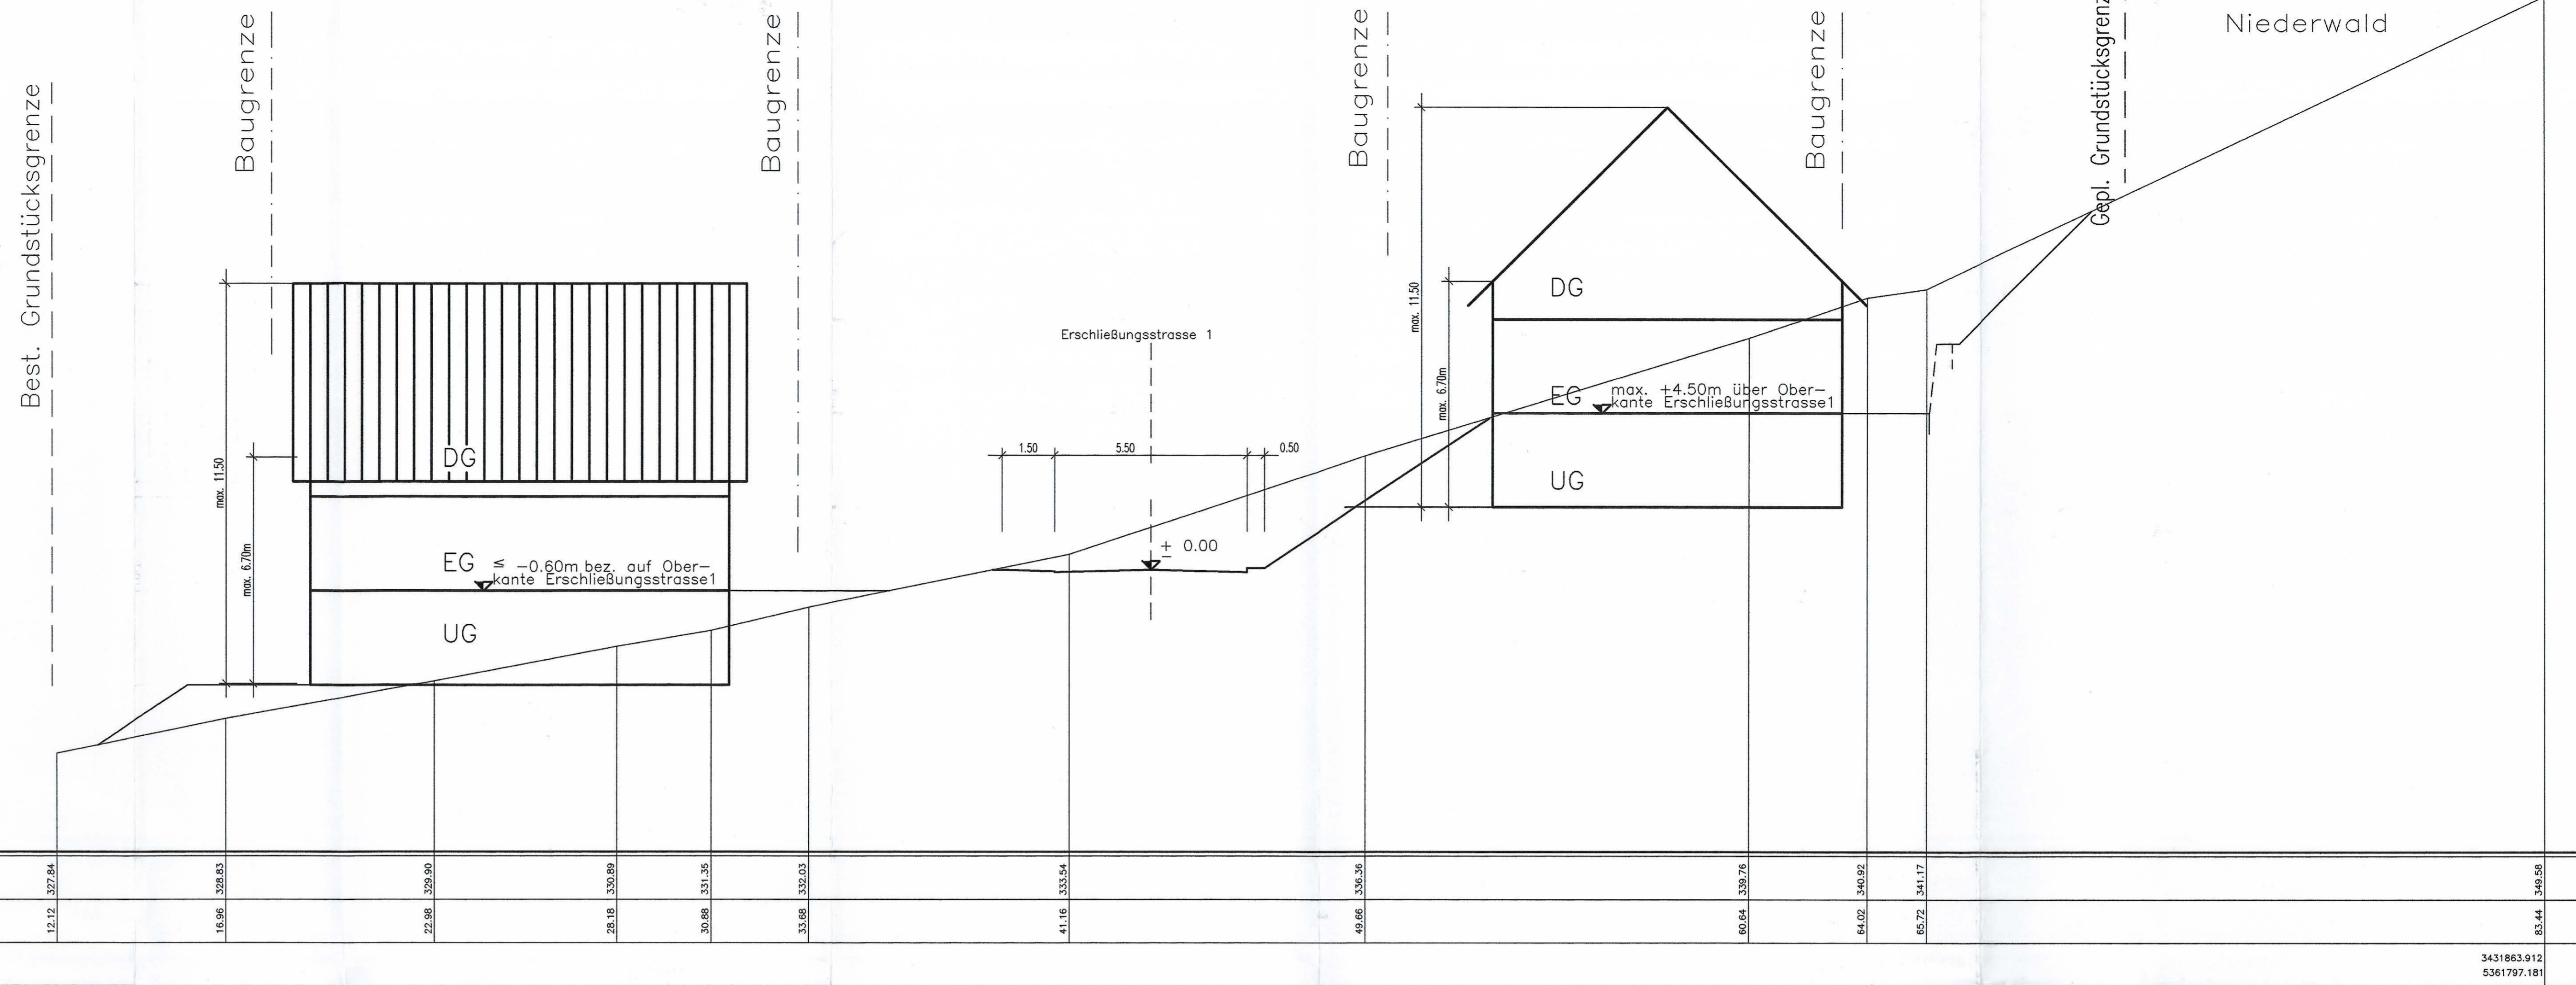 Best. Grundstücksgrenze
Baugrenze
Baugrenze
Baugrenze
Baugrenze
Gepl. Grundstücksgrenz
Niederwald
max. 11.50
max. 6.70m
DG
EG
≤ -0.60m bez. auf Ober-
kante Erschließungsstrasse1
UG
Erschließungsstrasse 1
1.50
5.50
0.50
± 0.00
max. 11.50
max. 6.70m
DG
EG
max. +4.50m über Ober-
kante Erschließungsstrasse1
UG
327.84
328.83
329.90
330.89
331.35
332.03
333.54
336.36
339.76
340.92
341.17
349.58
12.12
16.96
22.98
28.18
30.88
33.68
41.16
49.66
60.64
64.02
65.72
83.44
3431863.912
5361797.181